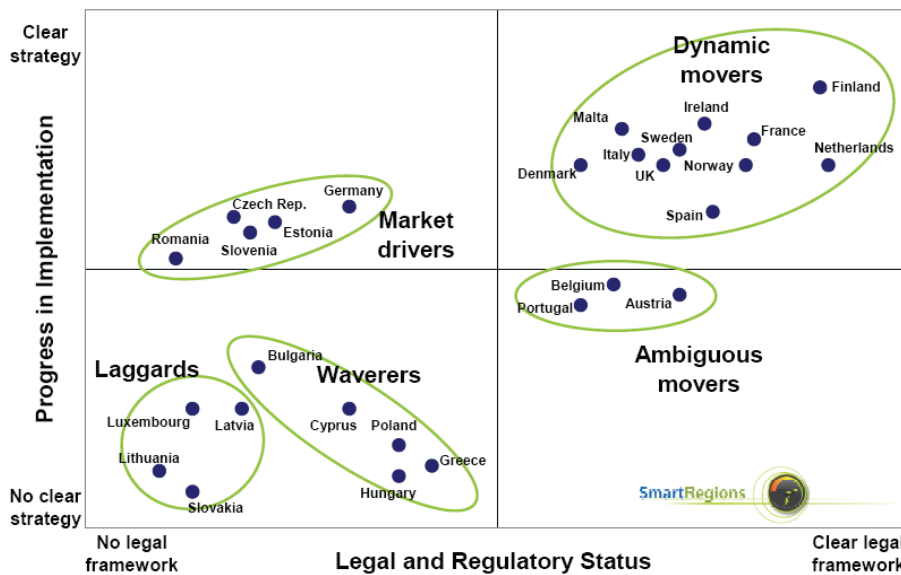 Clear
strategy
Dynamic
movers
Finland
Ireland
Malta
France
Sweden
Netherlands
Italy
Denmark
UK
Norway
Spain
Germany
Czech Rep.
Market
drivers
Estonia
Romania
Slovenia
Progress in Implementation
Belgium
Portugal
Austria
Ambiguous
movers
Bulgaria
Laggards
Waverers
Luxembourg
Latvia
Cyprus
Poland
Lithuania
Greece
Hungary
Slovakia
SmartRegions
No clear
strategy
No legal
framework
Legal and Regulatory Status
Clear legal
framework